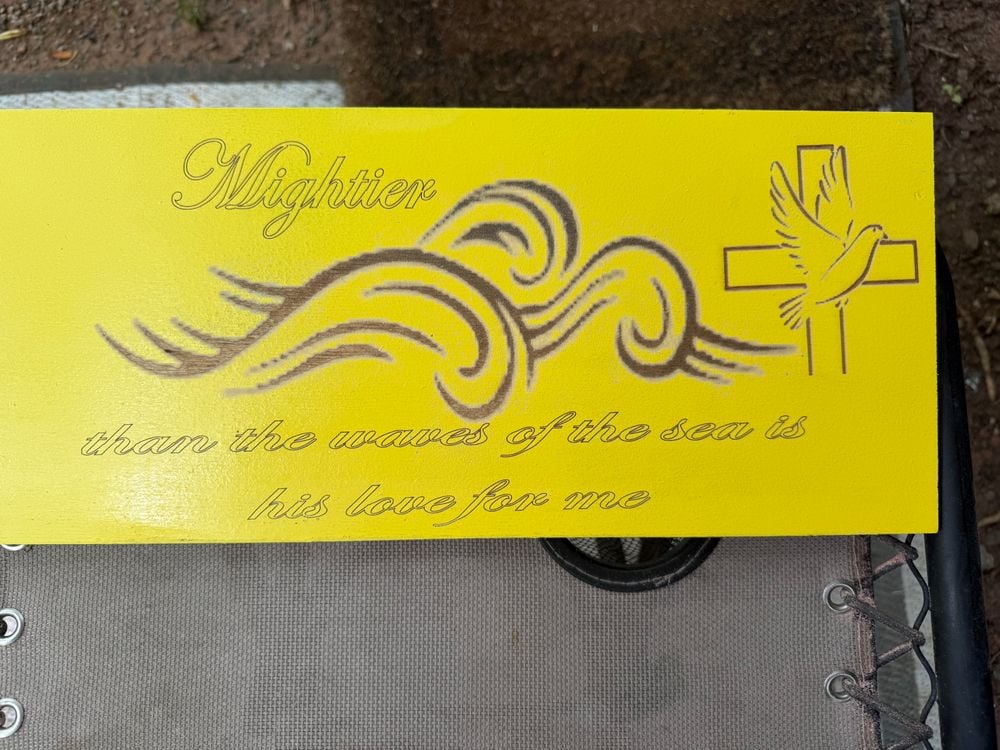 Mightier
than the waves of the sea is
his love for me